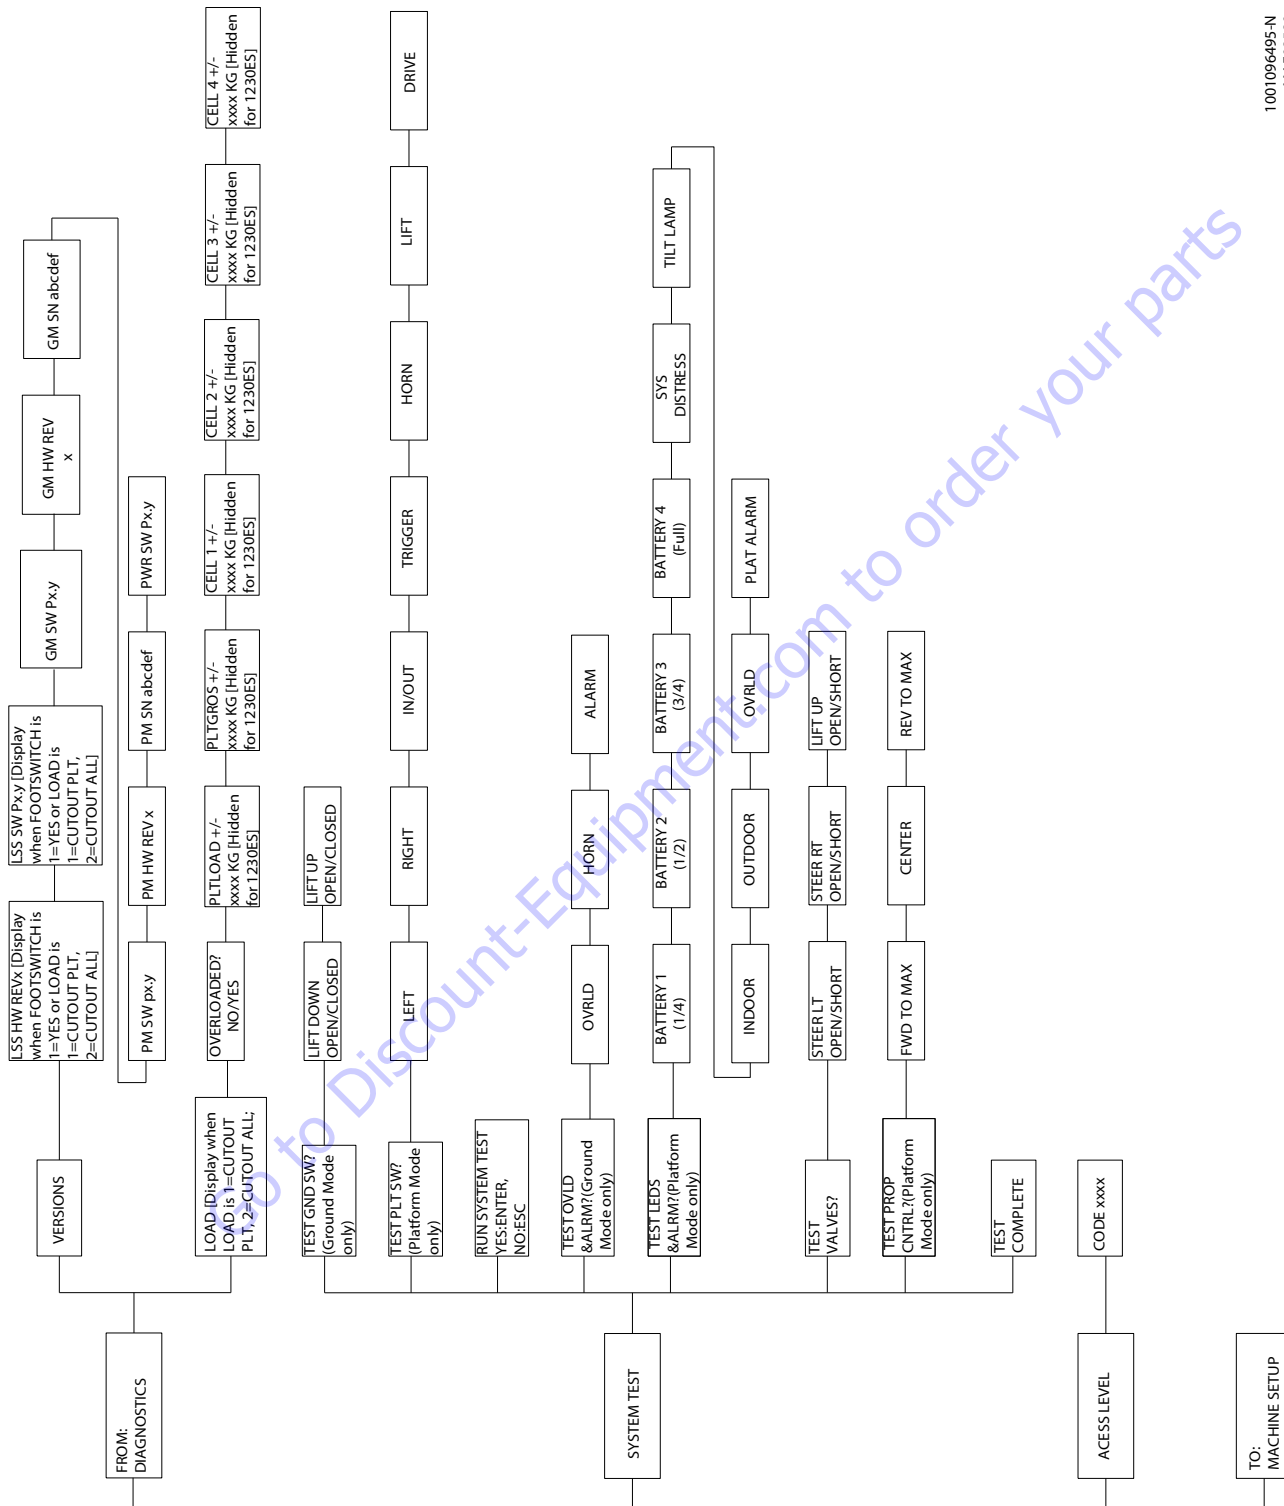 FROM:
DIAGNOSTICS
VERSIONS
LSS HW REVx [Display
when FOOTSWITCH is
1=YES or LOAD is
1=CUTOUT PLT,
2=CUTOUT ALL]
LSS SW Px.y [Display
when FOOTSWITCH is
1=YES or LOAD is
1=CUTOUT PLT,
2=CUTOUT ALL]
GM SW Px.y
GM HW REV
x
GM SN abcdef
PM SW px.y
PM HW REV x
PM SN abcdef
PWR SW Px.y
LOAD [Display when
LOAD is 1=CUTOUT
PLT, 2=CUTOUT ALL;
OVERLOADED?
NO/YES
PLTLOAD +/-
xxxx KG [Hidden
for 1230ES]
PLTGROS +/-
xxxx KG [Hidden
for 1230ES]
CELL 1 +/-
xxxx KG [Hidden
for 1230ES]
CELL 2 +/-
xxxx KG [Hidden
for 1230ES]
CELL 3 +/-
xxxx KG [Hidden
for 1230ES]
CELL 4 +/-
xxxx KG [Hidden
for 1230ES]
SYSTEM TEST
TEST GND SW?
(Ground Mode
only)
LIFT DOWN
OPEN/CLOSED
LIFT UP
OPEN/CLOSED
TEST PLT SW?
(Platform Mode
only)
LEFT
RIGHT
IN/OUT
TRIGGER
HORN
LIFT
DRIVE
RUN SYSTEM TEST
YES:ENTER,
NO:ESC
TEST OVLD
&ALRM?(Ground
Mode only)
OVRLD
HORN
ALARM
TEST LEDS
&ALRM?(Platform
Mode only)
BATTERY 1
(1/4)
BATTERY 2
(1/2)
BATTERY 3
(3/4)
BATTERY 4
(Full)
SYS
DISTRESS
TILT LAMP
INDOOR
OUTDOOR
OVRLD
PLAT ALARM
TEST
VALVES?
STEER LT
OPEN/SHORT
STEER RT
OPEN/SHORT
LIFT UP
OPEN/SHORT
TEST PROP
CNTRL?(Platform
Mode only)
FWD TO MAX
CENTER
REV TO MAX
TEST
COMPLETE
ACESS LEVEL
CODE xxxx
TO:
MACHINE SETUP
1001096495-N
Go to Discount-Equipment.com to order your parts